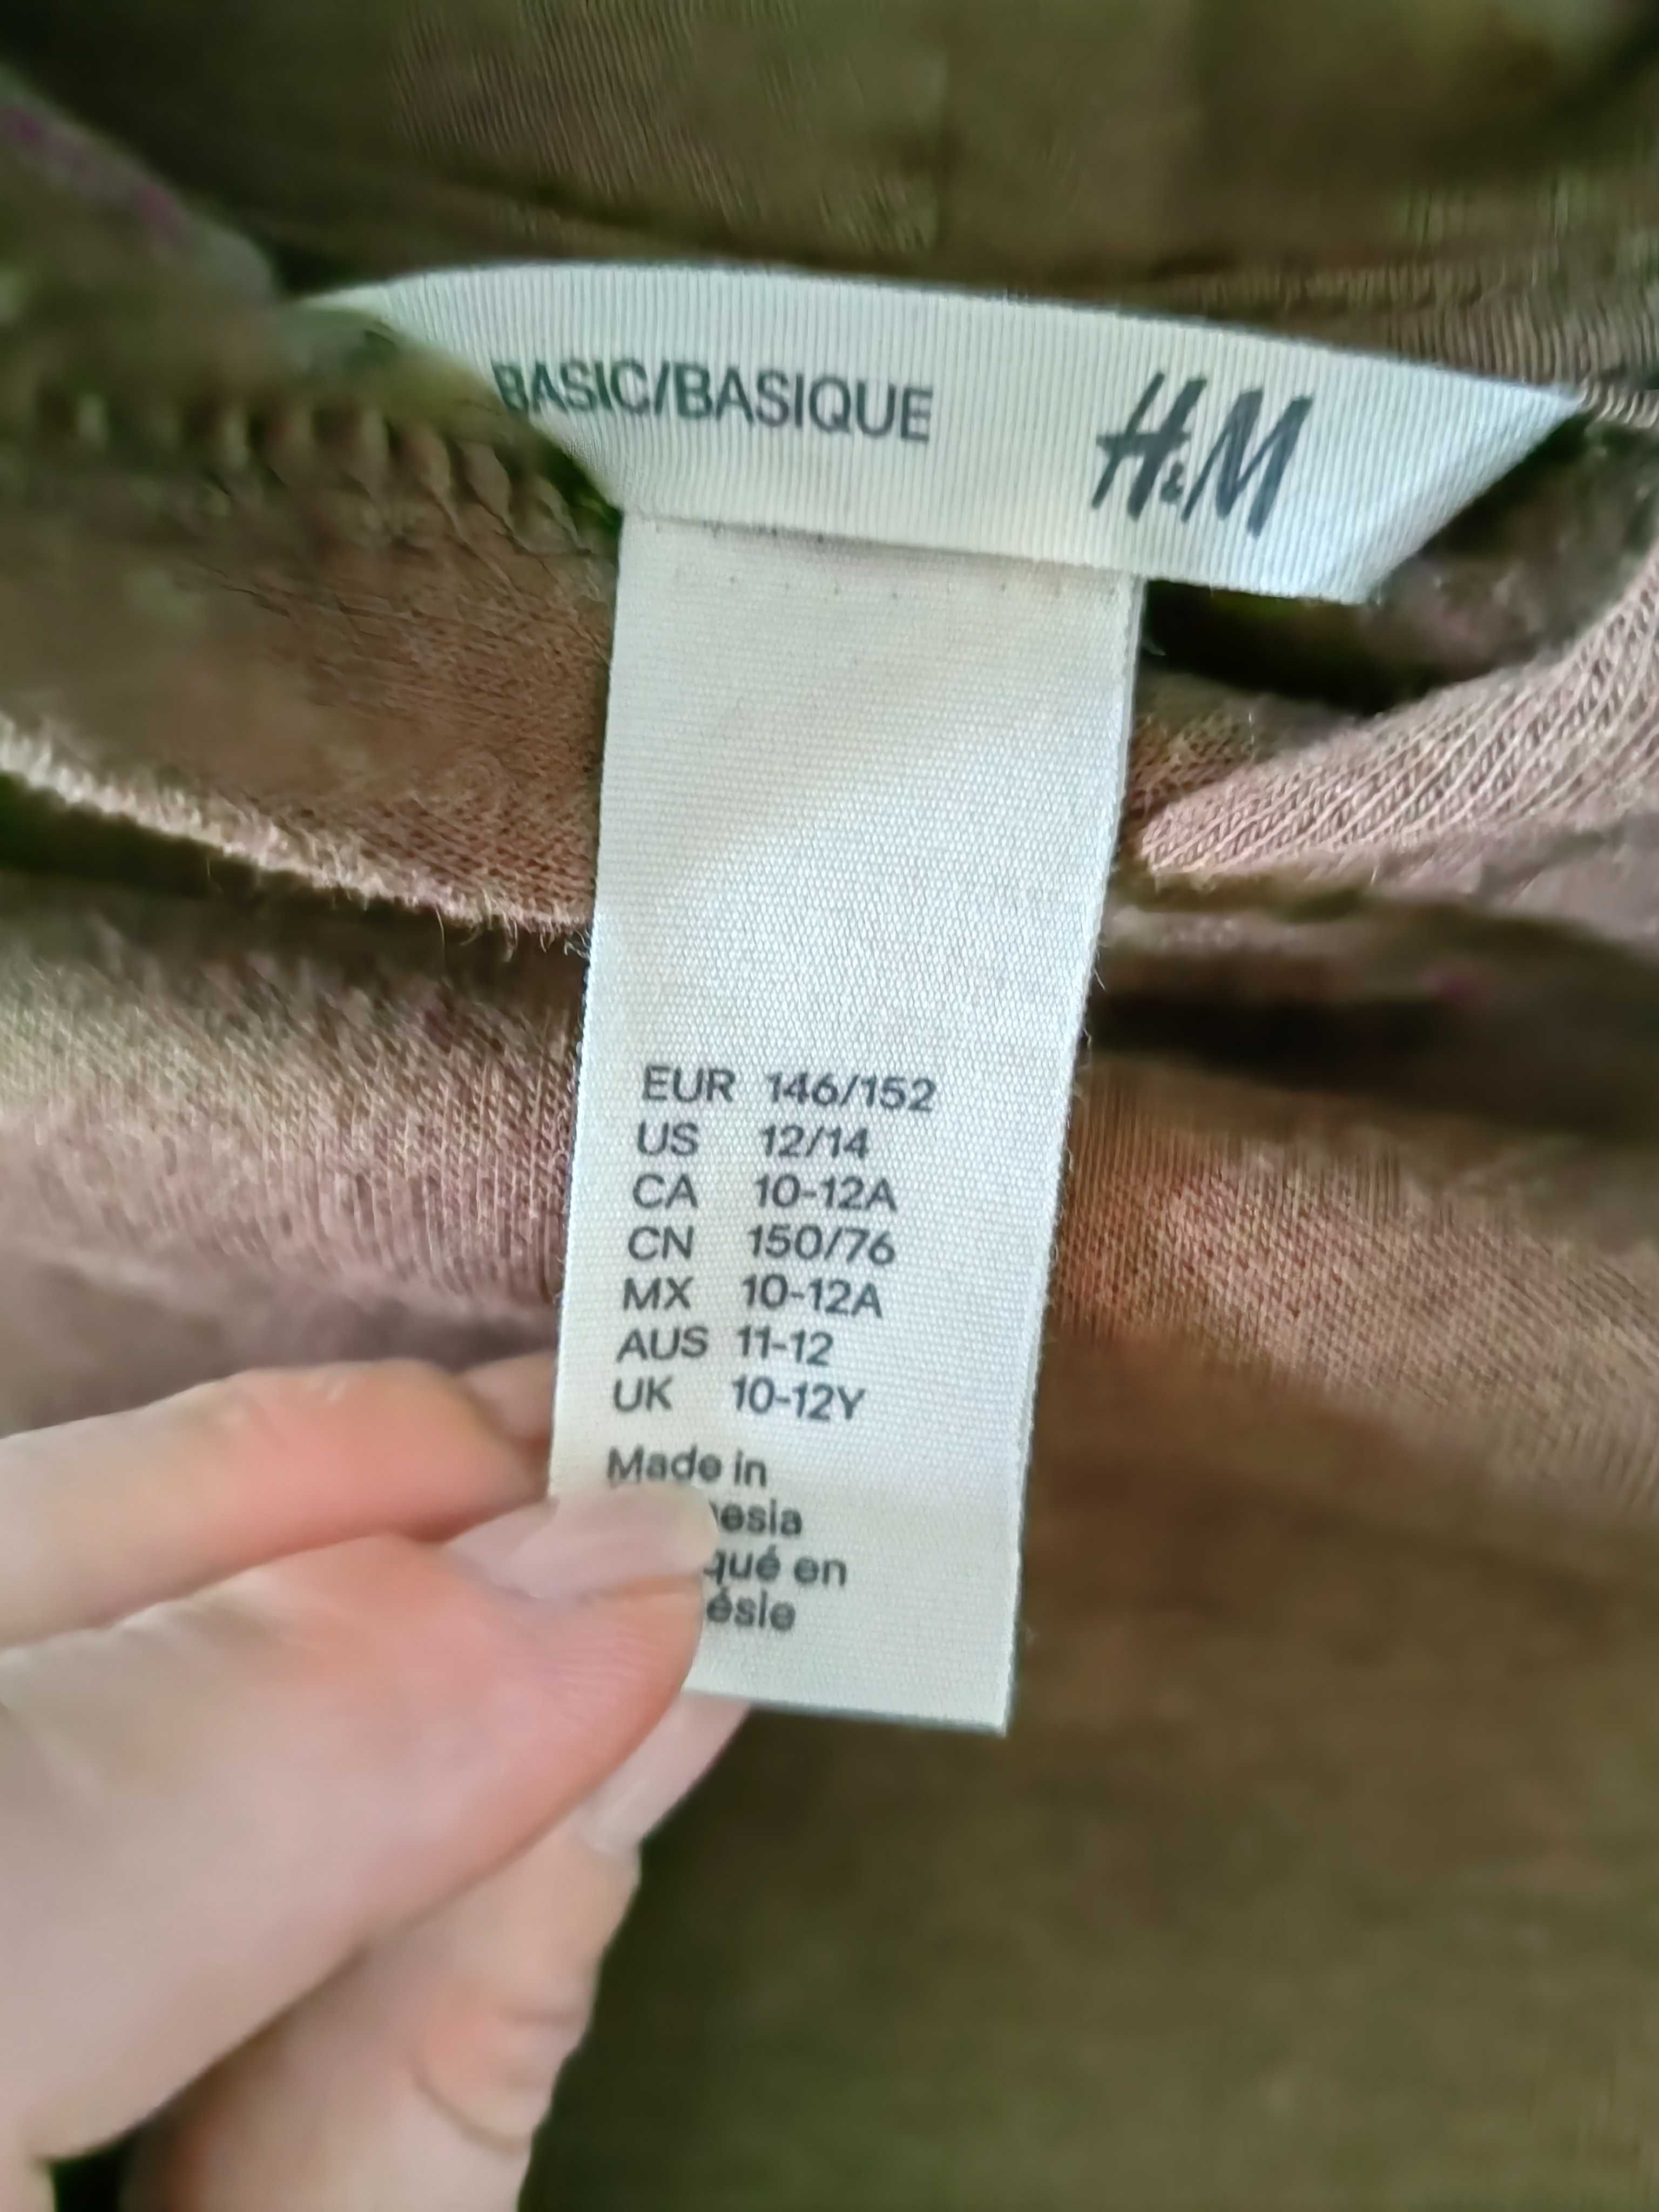 BASIC/BASIQUE H&M
EUR 146/152
US 12/14
CA 10-12A
CN 150/76
MX 10-12A
AUS 11-12
UK 10-12Y
Made in
nesia
qué en
ésie